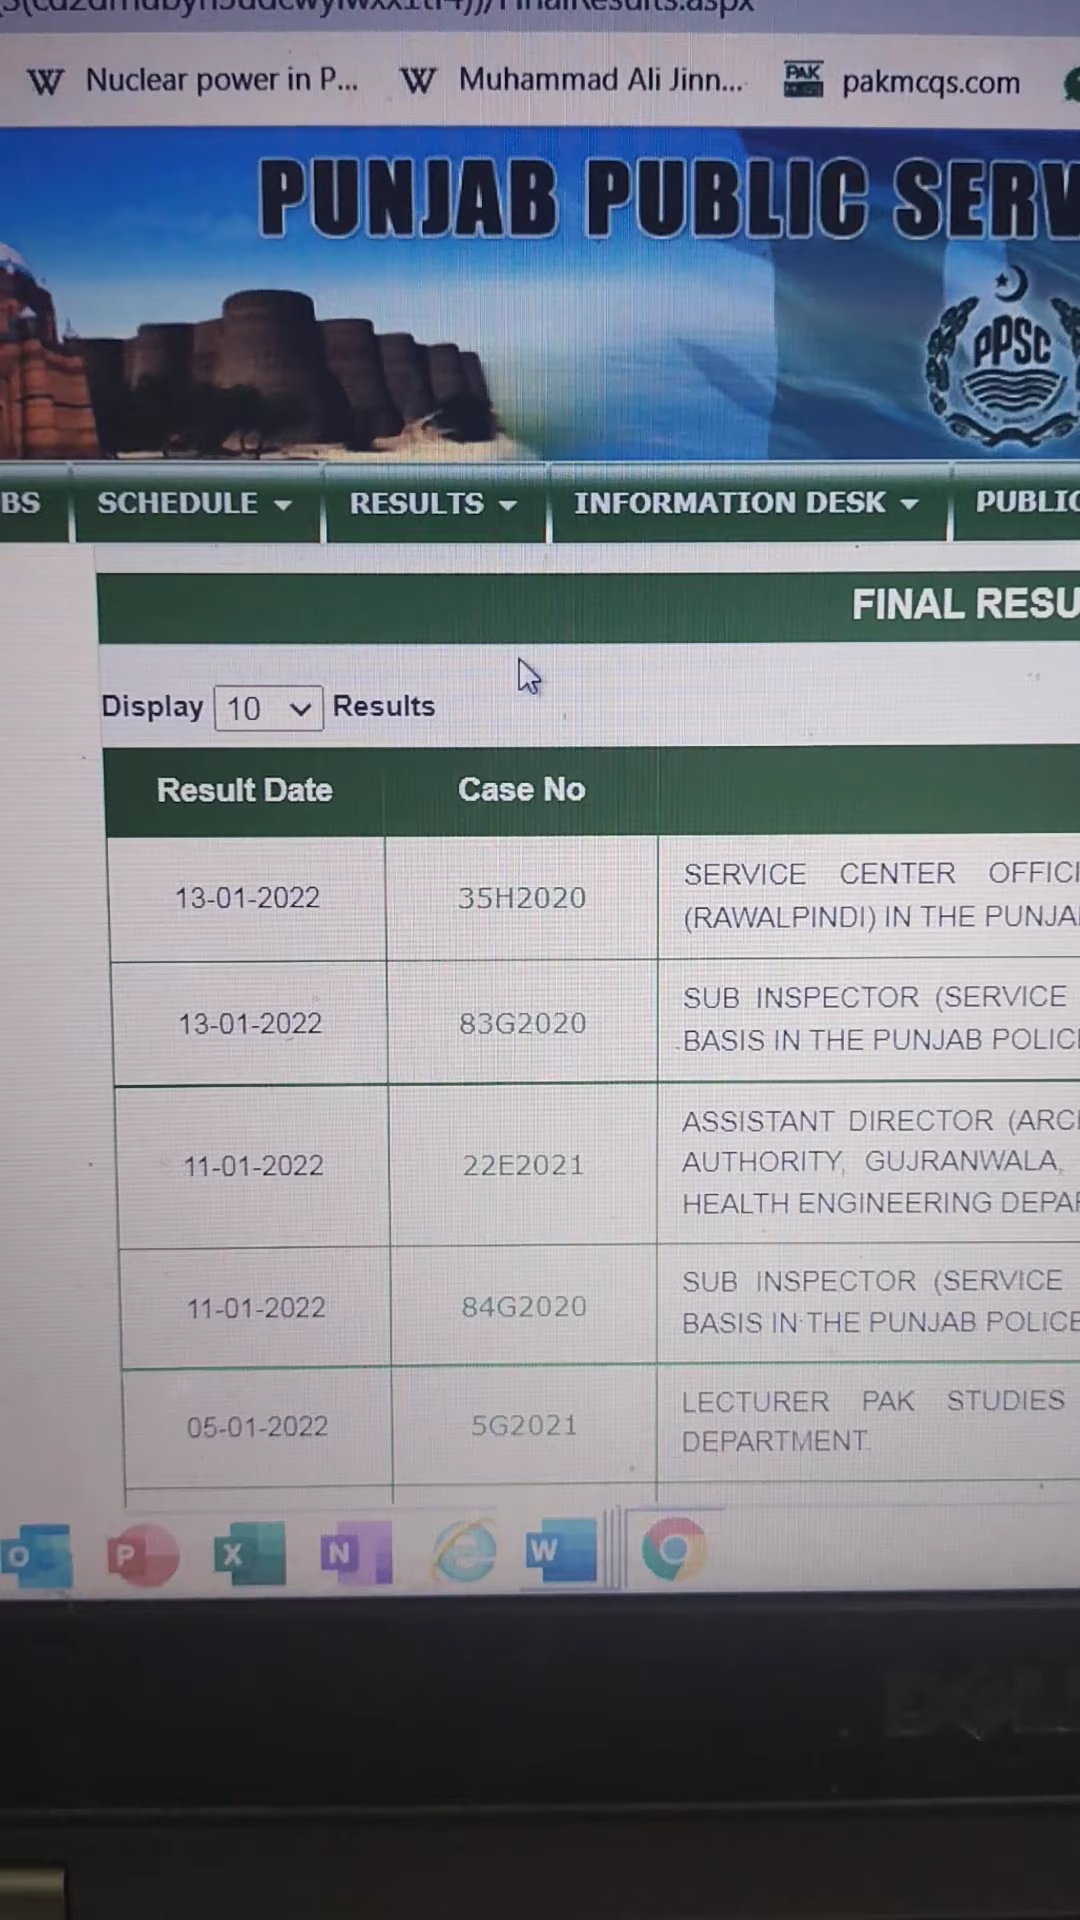 FinalResults.aspx
Nuclear power in P... Muhammad Ali Jinn... PAK pakmcqs.com
PUNJAB PUBLIC SERV
PPSC
BS SCHEDULE RESULTS INFORMATION DESK PUBLIC
FINAL RESU
Display 10 Results
Result Date Case No
13-01-2022 35H2020 SERVICE CENTER OFFICI
(RAWALPINDI) IN THE PUNJA
13-01-2022 83G2020 SUB INSPECTOR (SERVICE
BASIS IN THE PUNJAB POLIC
11-01-2022 22E2021 ASSISTANT DIRECTOR (ARC
AUTHORITY, GUJRANWALA,
HEALTH ENGINEERING DEPA
11-01-2022 84G2020 SUB INSPECTOR (SERVICE
BASIS IN THE PUNJAB POLICE
05-01-2022 5G2021 LECTURER PAK STUDIES
DEPARTMENT.
O P X N W